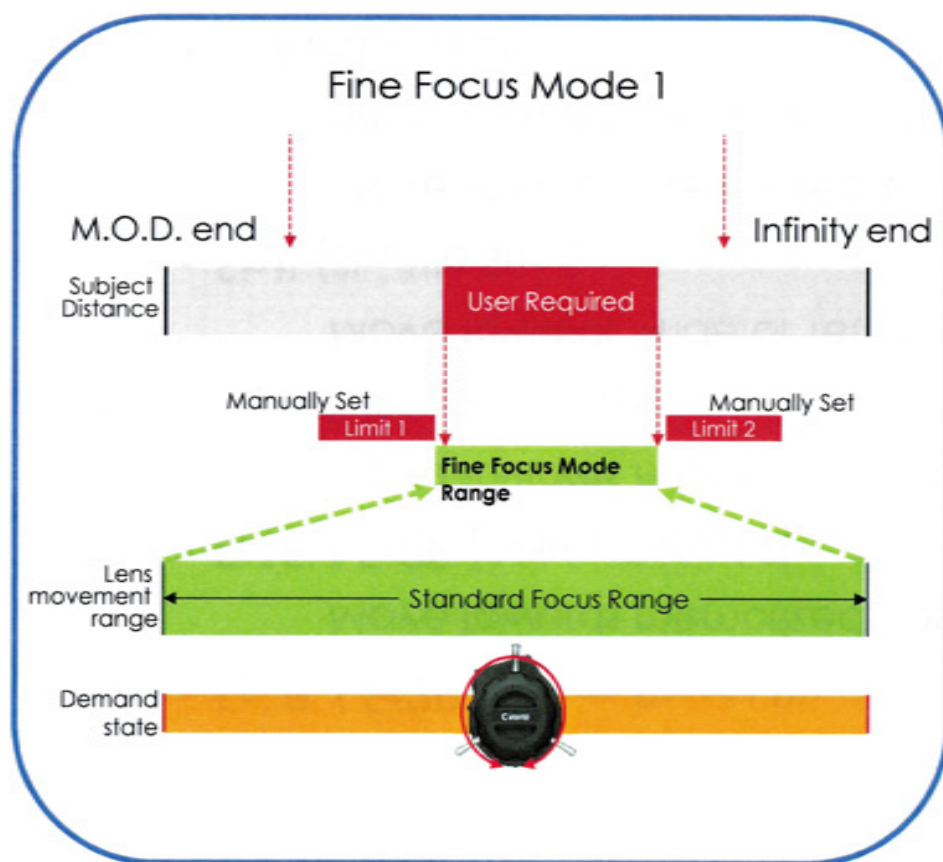 Fine Focus Mode 1
M.O.D. end
Infinity end
Subject
Distance
User Required
Manually Set
Limit 1
Manually Set
Limit 2
Fine Focus Mode
Range
Lens
movement
range
Standard Focus Range
Demand
state
Canon